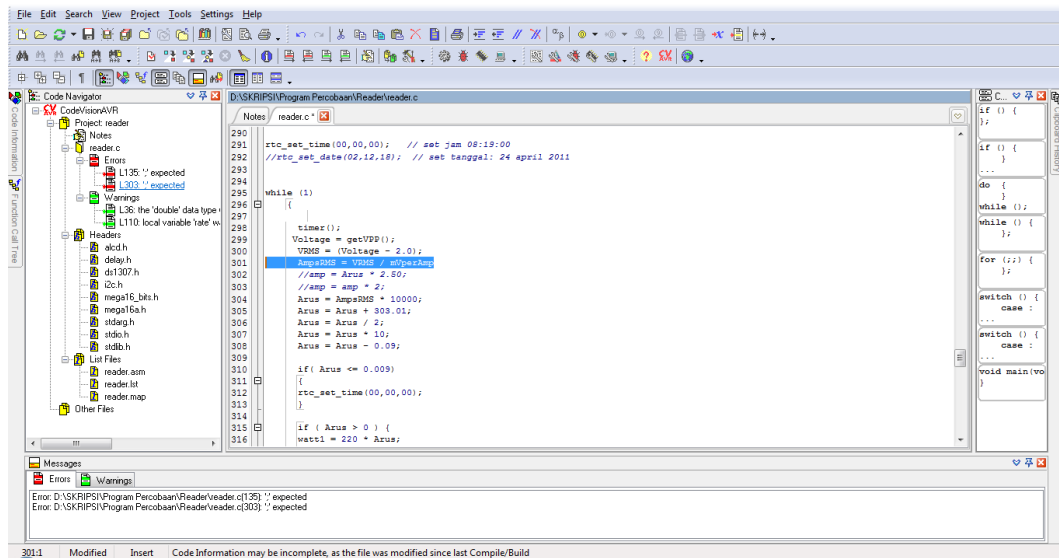 File Edit Search View Project Tools Settings Help
Code Navigator
CodeVisionAVR
Project: reader
Notes
reader.c
Errors
L135: ';' expected
L303: ';' expected
Warnings
L36: the 'double' data type
L110: local variable 'rate' w
Headers
alcd.h
delay.h
ds1307.h
i2c.h
mega16_bits.h
mega16a.h
stdarg.h
stdio.h
stdlib.h
List Files
reader.asm
reader.lst
reader.map
Other Files
Code Information
Function Call Tree
D:\SKRIPSI\Program Percobaan\Reader\reader.c
Notes reader.c *
290
291 rtc_set_time(00,00,00); // set jam 08:19:00
292 //rtc_set_date(02,12,18); // set tanggal: 24 april 2011
293
294
295 while (1)
296 {
297
298 timer();
299 Voltage = getVPP();
300 VRMS = (Voltage - 2.0);
301 AmpsRMS = VRMS / mVperAmp
302 //amp = Arus * 2.50;
303 //amp = amp * 2;
304 Arus = AmpsRMS * 10000;
305 Arus = Arus + 303.01;
306 Arus = Arus / 2;
307 Arus = Arus * 10;
308 Arus = Arus - 0.09;
309
310 if( Arus <= 0.009)
311 {
312 rtc_set_time(00,00,00);
313 }
314
315 if ( Arus > 0 ) {
316 watt1 = 220 * Arus;
C...
if () {
};
if () {
}
...
do {
}
while ();
while () {
};
for (;;) {
};
switch () {
case :
...
switch () {
case :
...
void main(vo
}
Clipboard History
Messages
Errors Warnings
Error: D:\SKRIPSI\Program Percobaan\Reader\reader.c(135): ';' expected
Error: D:\SKRIPSI\Program Percobaan\Reader\reader.c(303): ';' expected
301:1 Modified Insert Code Information may be incomplete, as the file was modified since last Compile/Build